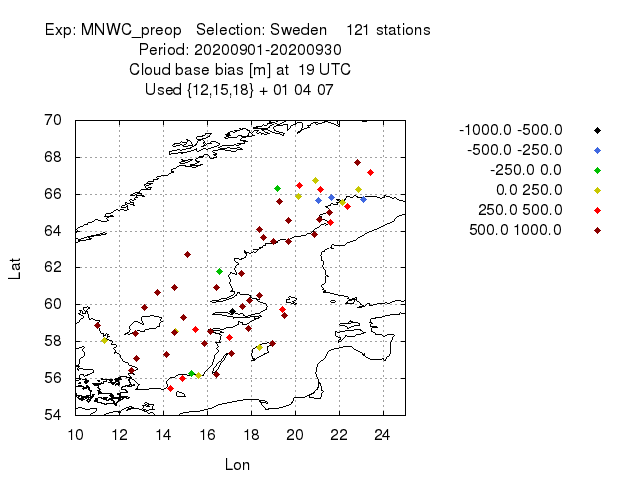 Exp: MNWC_preop Selection: Sweden 121 stations
Period: 20200901-20200930
Cloud base bias [m] at 19 UTC
Used {12,15,18} + 01 04 07
70
68
66
64
62
60
58
56
54
10 12 14 16 18 20 22 24
Lat
Lon
-1000.0 -500.0
-500.0 -250.0
-250.0 0.0
0.0 250.0
250.0 500.0
500.0 1000.0